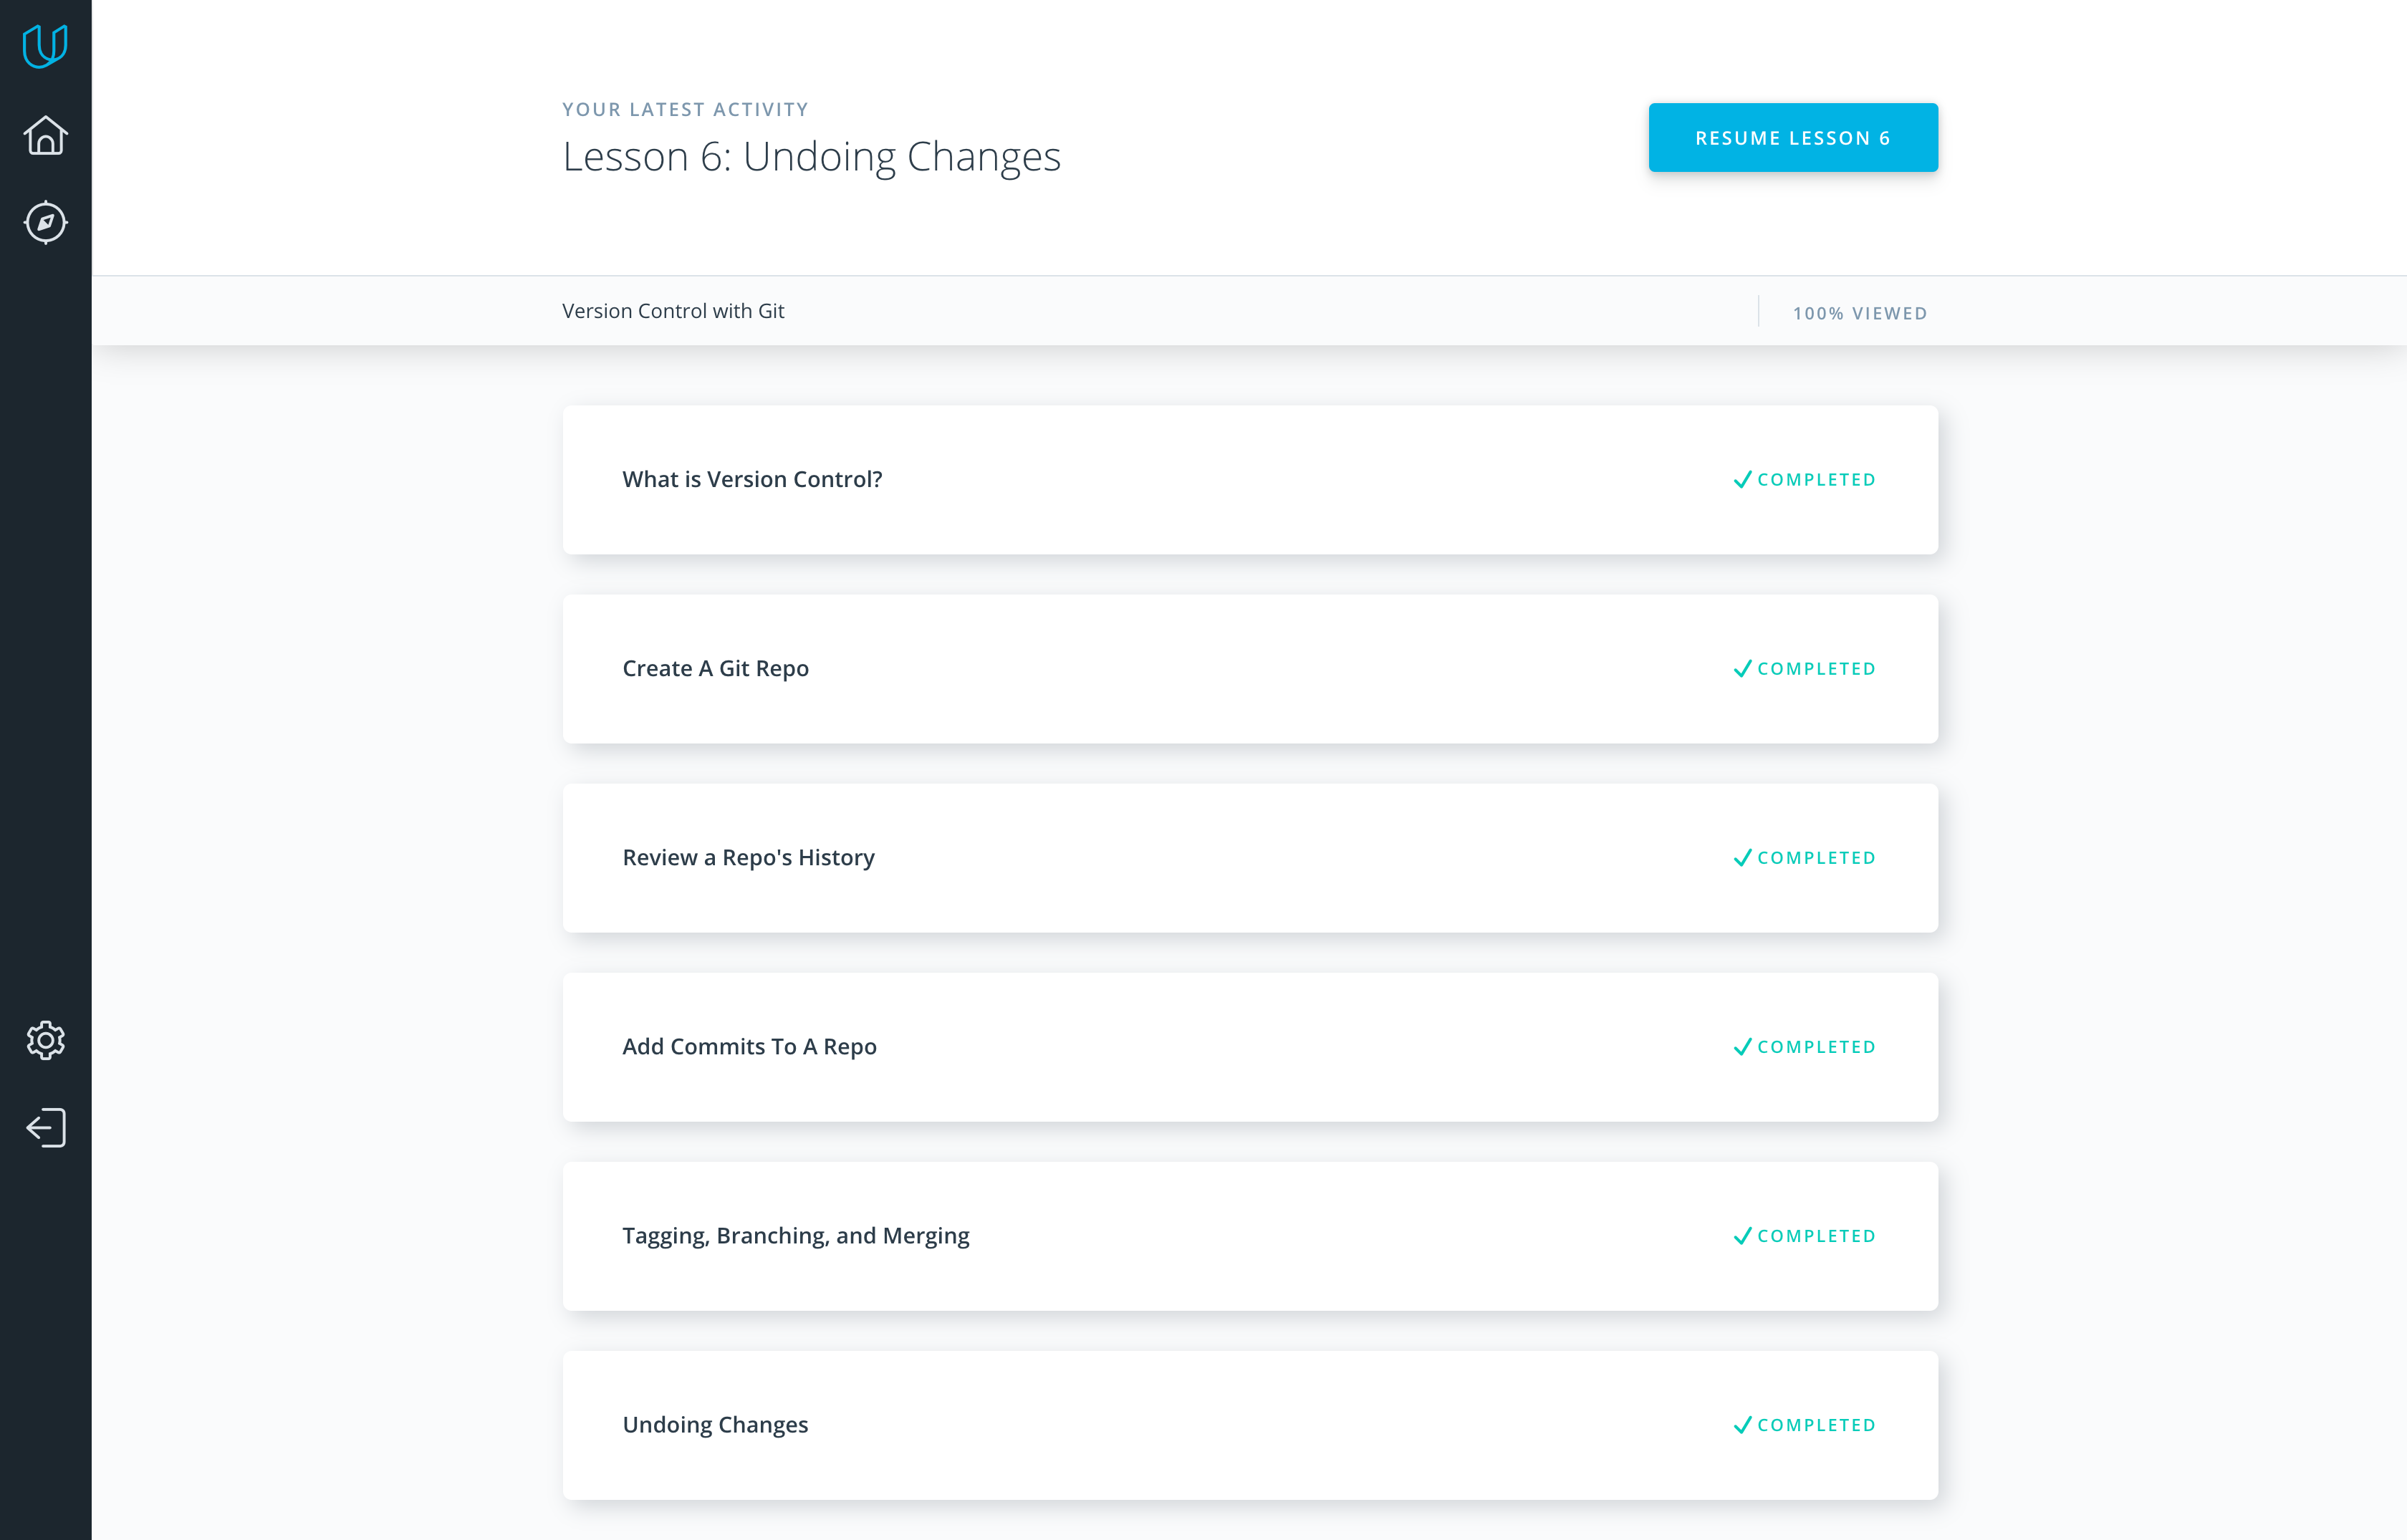 YOUR LATEST ACTIVITY
Lesson 6: Undoing Changes
RESUME LESSON 6
Version Control with Git
100% VIEWED
What is Version Control?
COMPLETED
Create A Git Repo
COMPLETED
Review a Repo's History
COMPLETED
Add Commits To A Repo
COMPLETED
Tagging, Branching, and Merging
COMPLETED
Undoing Changes
COMPLETED